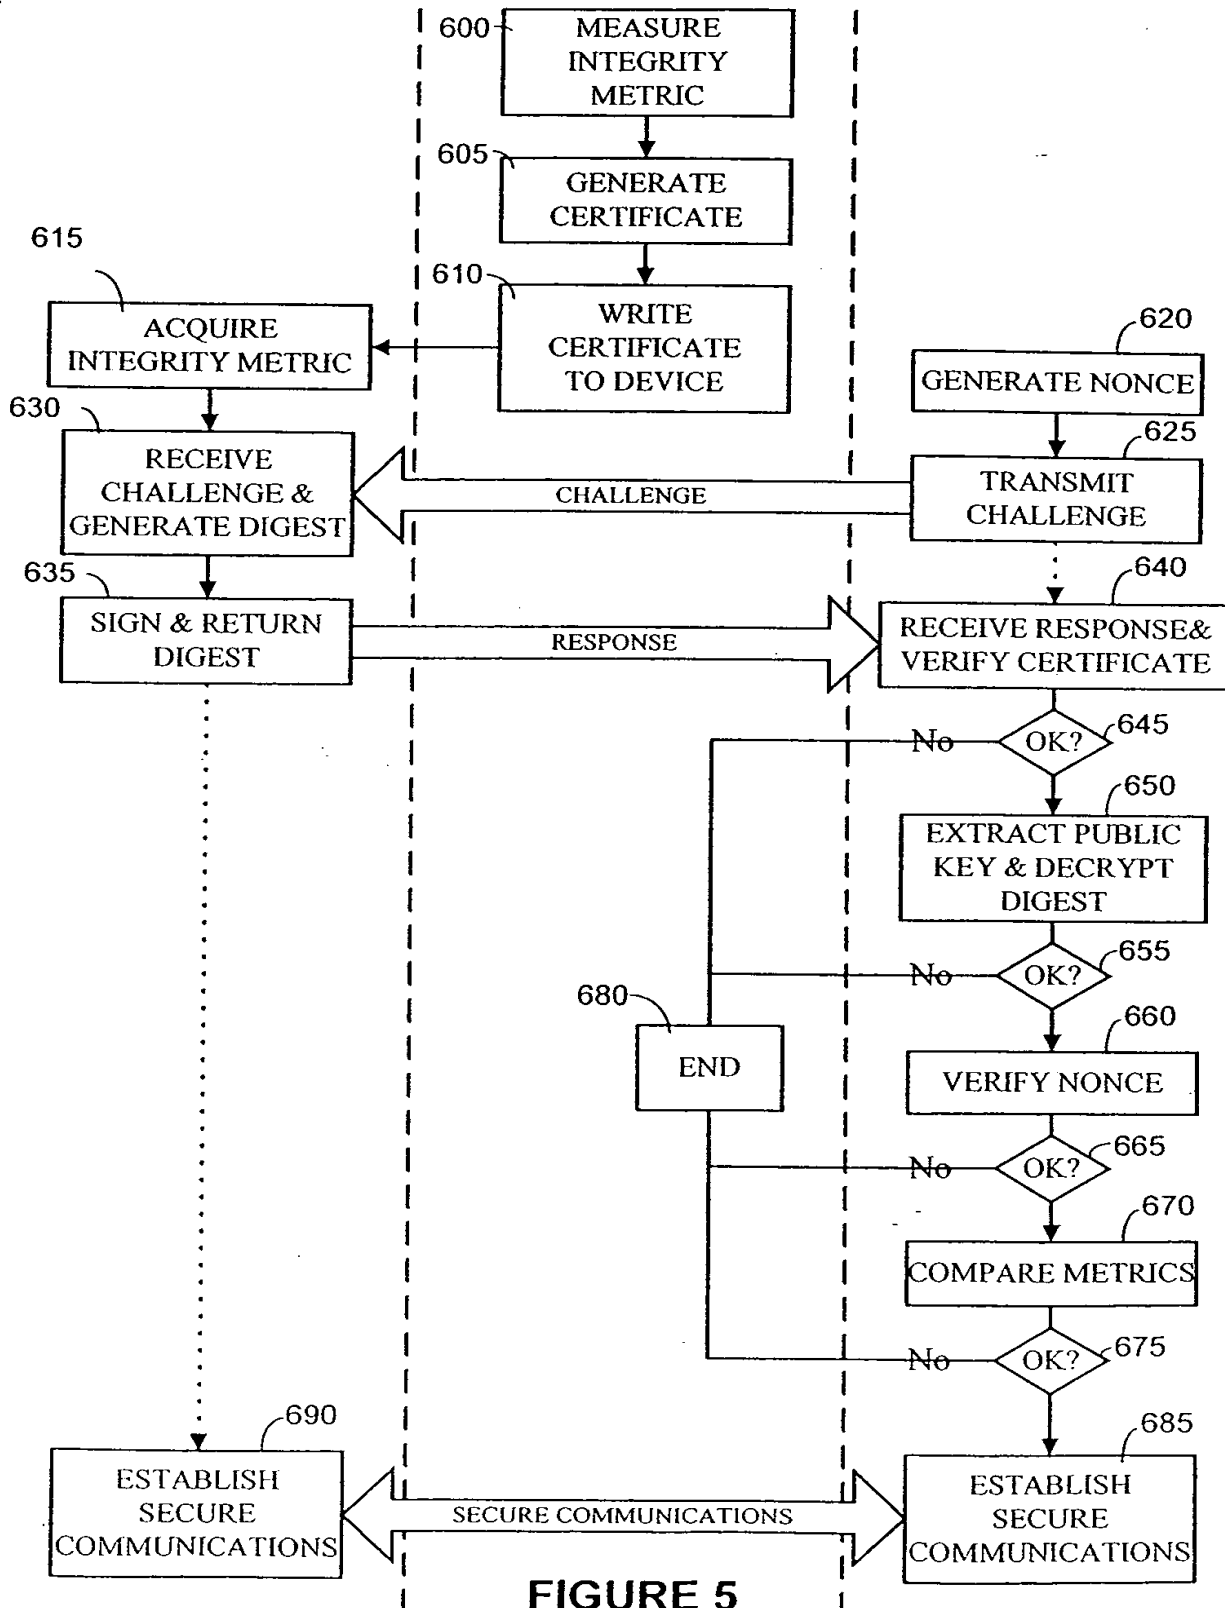 600
MEASURE
INTEGRITY
METRIC
605
GENERATE
CERTIFICATE
610
WRITE
CERTIFICATE
TO DEVICE
615
ACQUIRE
INTEGRITY METRIC
620
GENERATE NONCE
625
TRANSMIT
CHALLENGE
CHALLENGE
630
RECEIVE
CHALLENGE &
GENERATE DIGEST
635
SIGN & RETURN
DIGEST
RESPONSE
640
RECEIVE RESPONSE&
VERIFY CERTIFICATE
645
OK?
No
650
EXTRACT PUBLIC
KEY & DECRYPT
DIGEST
655
OK?
No
680
END
660
VERIFY NONCE
665
OK?
No
670
COMPARE METRICS
675
OK?
No
690
ESTABLISH
SECURE
COMMUNICATIONS
SECURE COMMUNICATIONS
685
ESTABLISH
SECURE
COMMUNICATIONS
FIGURE 5